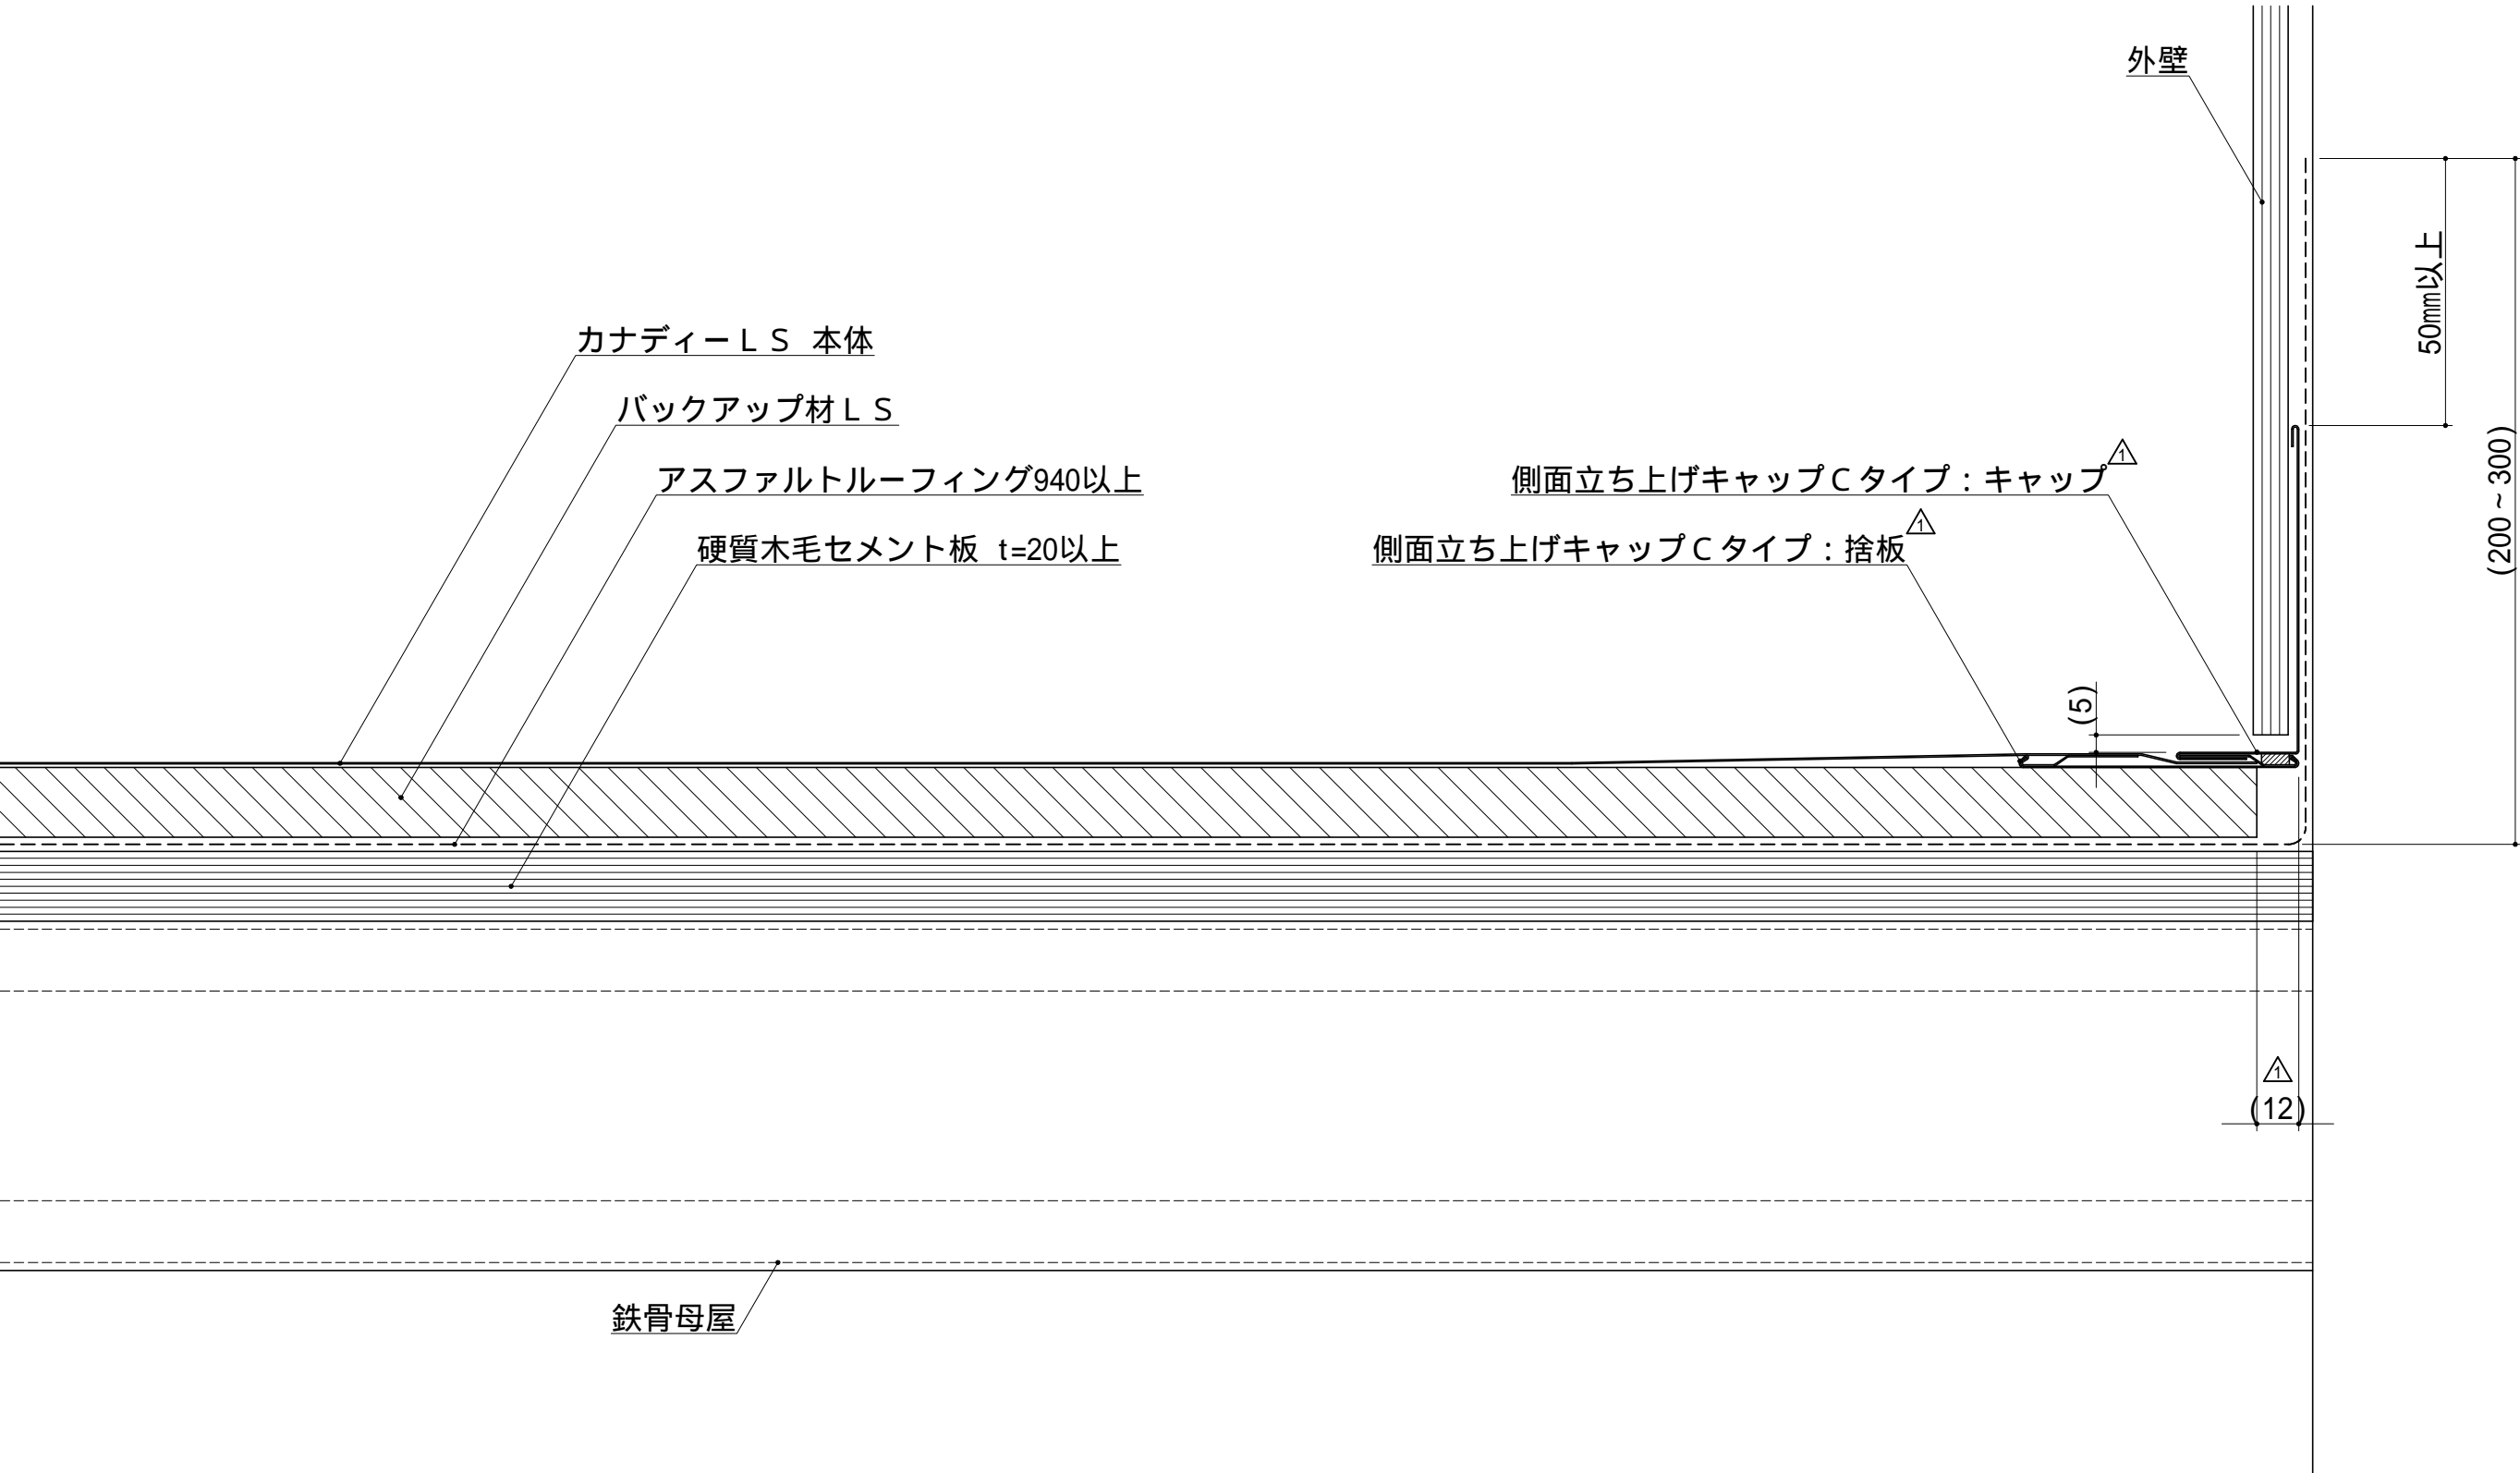 外壁
50㎜以上
(200～300)
カナディーＬＳ 本体
バックアップ材ＬＳ
アスファルトルーフィング940以上
硬質木毛セメント板 t=20以上
側面立ち上げキャップＣタイプ：キャップ
1
側面立ち上げキャップＣタイプ：捨板
1
(5)
1
(12)
鉄骨母屋